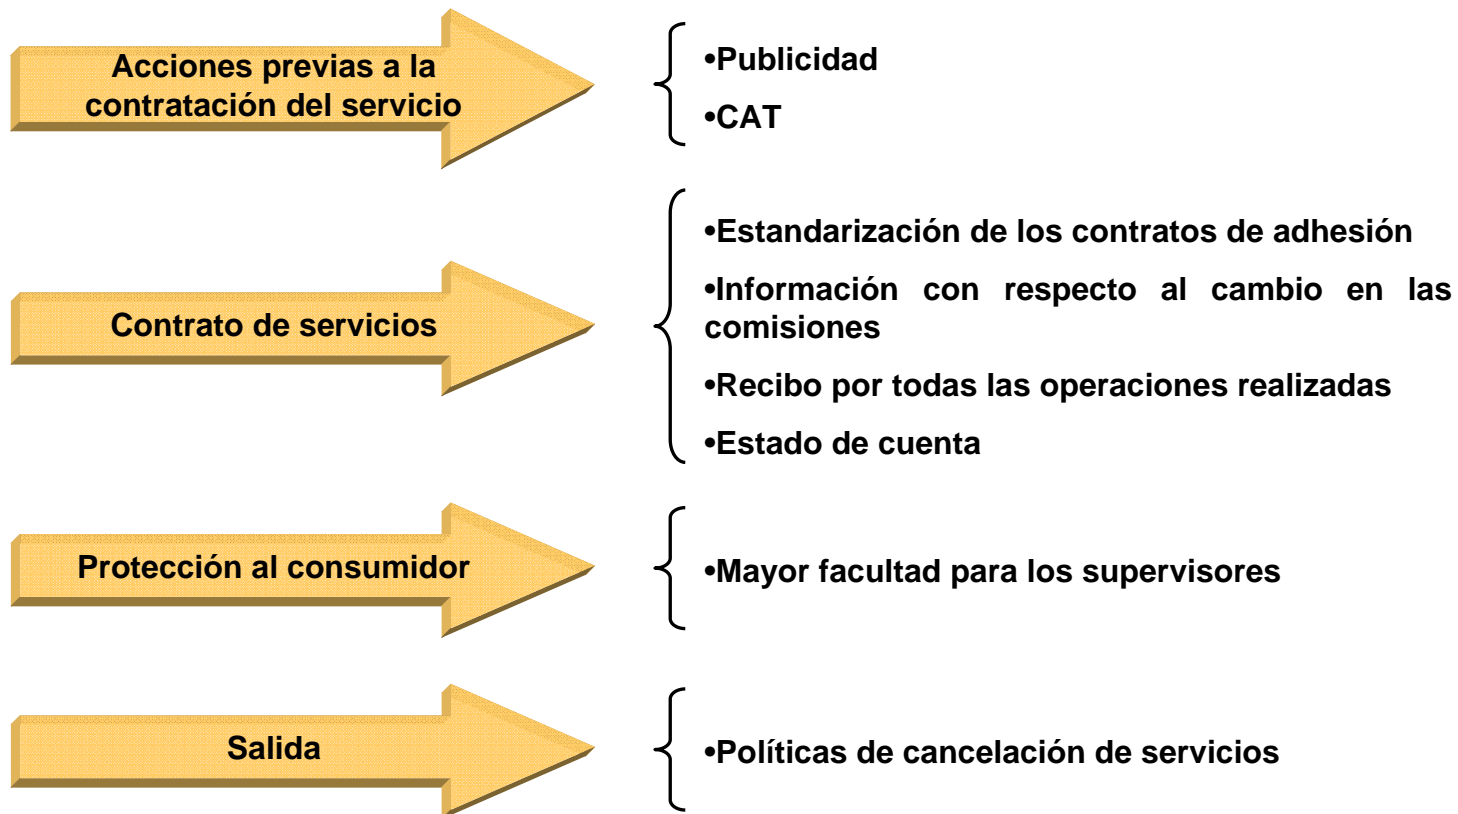 Acciones previas a la
contratación del servicio
•Publicidad
•CAT
Contrato de servicios
•Estandarización de los contratos de adhesión
•Información con respecto al cambio en las
comisiones
•Recibo por todas las operaciones realizadas
•Estado de cuenta
Protección al consumidor
•Mayor facultad para los supervisores
Salida
•Políticas de cancelación de servicios